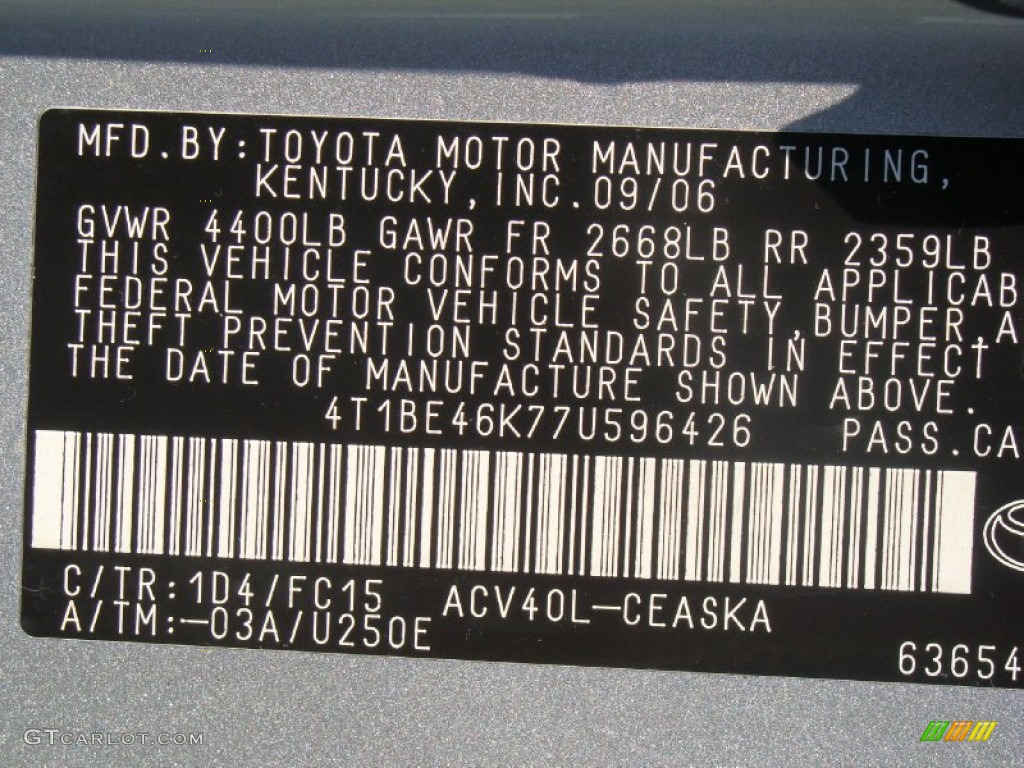 MFD.BY:TOYOTA MOTOR MANUFACTURING,
KENTUCKY,INC.09/06
GVWR 4400LB GAWR FR 2668LB RR 2359LB
THIS VEHICLE CONFORMS TO ALL APPLICAB
FEDERAL MOTOR VEHICLE SAFETY,BUMPER,A
THEFT PREVENTION STANDARDS IN EFFECT
THE DATE OF MANUFACTURE SHOWN ABOVE.
4T1BE46K77U596426 PASS.CA
C/TR:1D4/FC15 ACV40L-CEASKA
A/TM:-03A/U250E
63654
GTCARLOT.COM